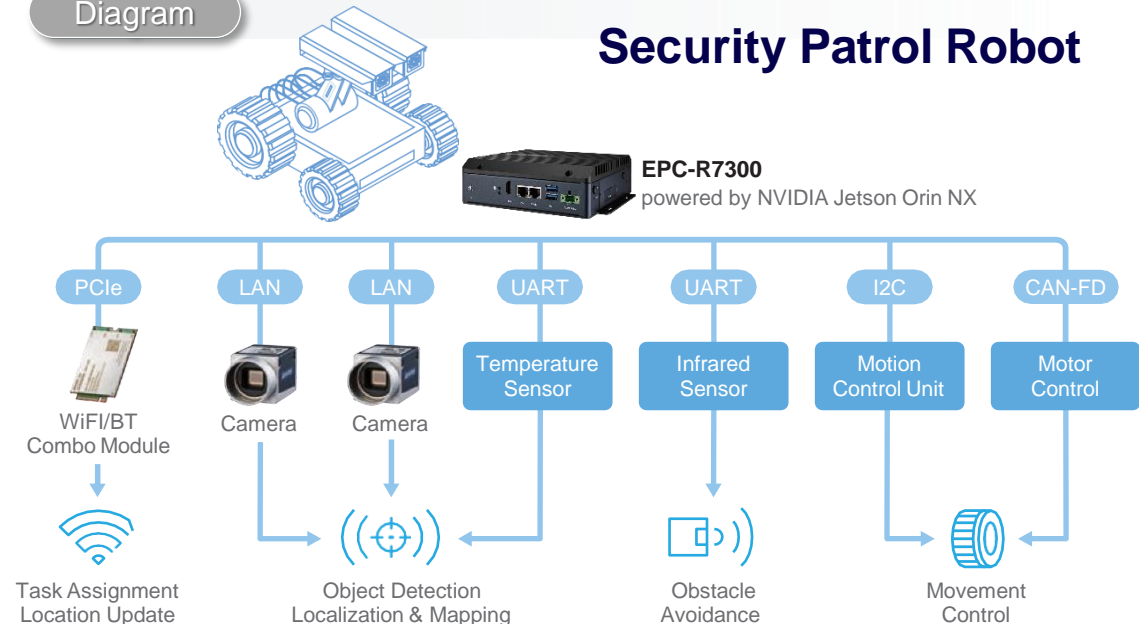 Diagram
Security Patrol Robot
EPC-R7300
powered by NVIDIA Jetson Orin NX
PCIe
LAN
LAN
UART
UART
I2C
CAN-FD
Temperature
Sensor
Infrared
Sensor
Motion
Control Unit
Motor
Control
WiFI/BT
Combo Module
Camera
Camera
Task Assignment
Location Update
Object Detection
Localization & Mapping
Obstacle
Avoidance
Movement
Control